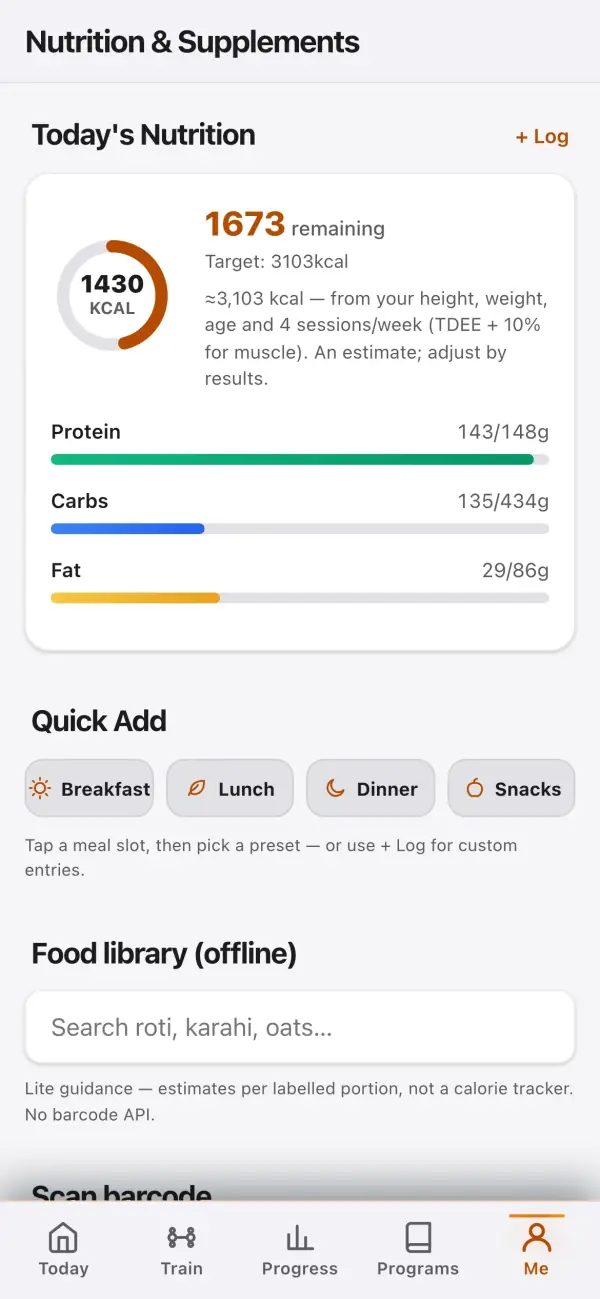 Nutrition & Supplements
Today's Nutrition
+ Log
1430
KCAL
1673 remaining
Target: 3103kcal
≈3,103 kcal — from your height, weight,
age and 4 sessions/week (TDEE + 10%
for muscle). An estimate; adjust by
results.
Protein 143/148g
Carbs 135/434g
Fat 29/86g
Quick Add
Breakfast Lunch Dinner Snacks
Tap a meal slot, then pick a preset — or use + Log for custom
entries.
Food library (offline)
Search roti, karahi, oats...
Lite guidance — estimates per labelled portion, not a calorie tracker.
No barcode API.
Scan barcode
Today Train Progress Programs Me